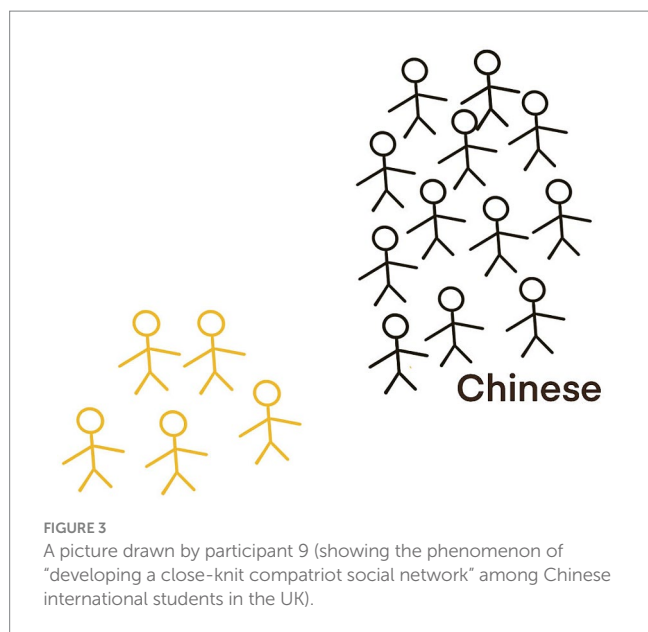 Chinese
FIGURE 3
A picture drawn by participant 9 (showing the phenomenon of
“developing a close-knit compatriot social network” among Chinese
international students in the UK).